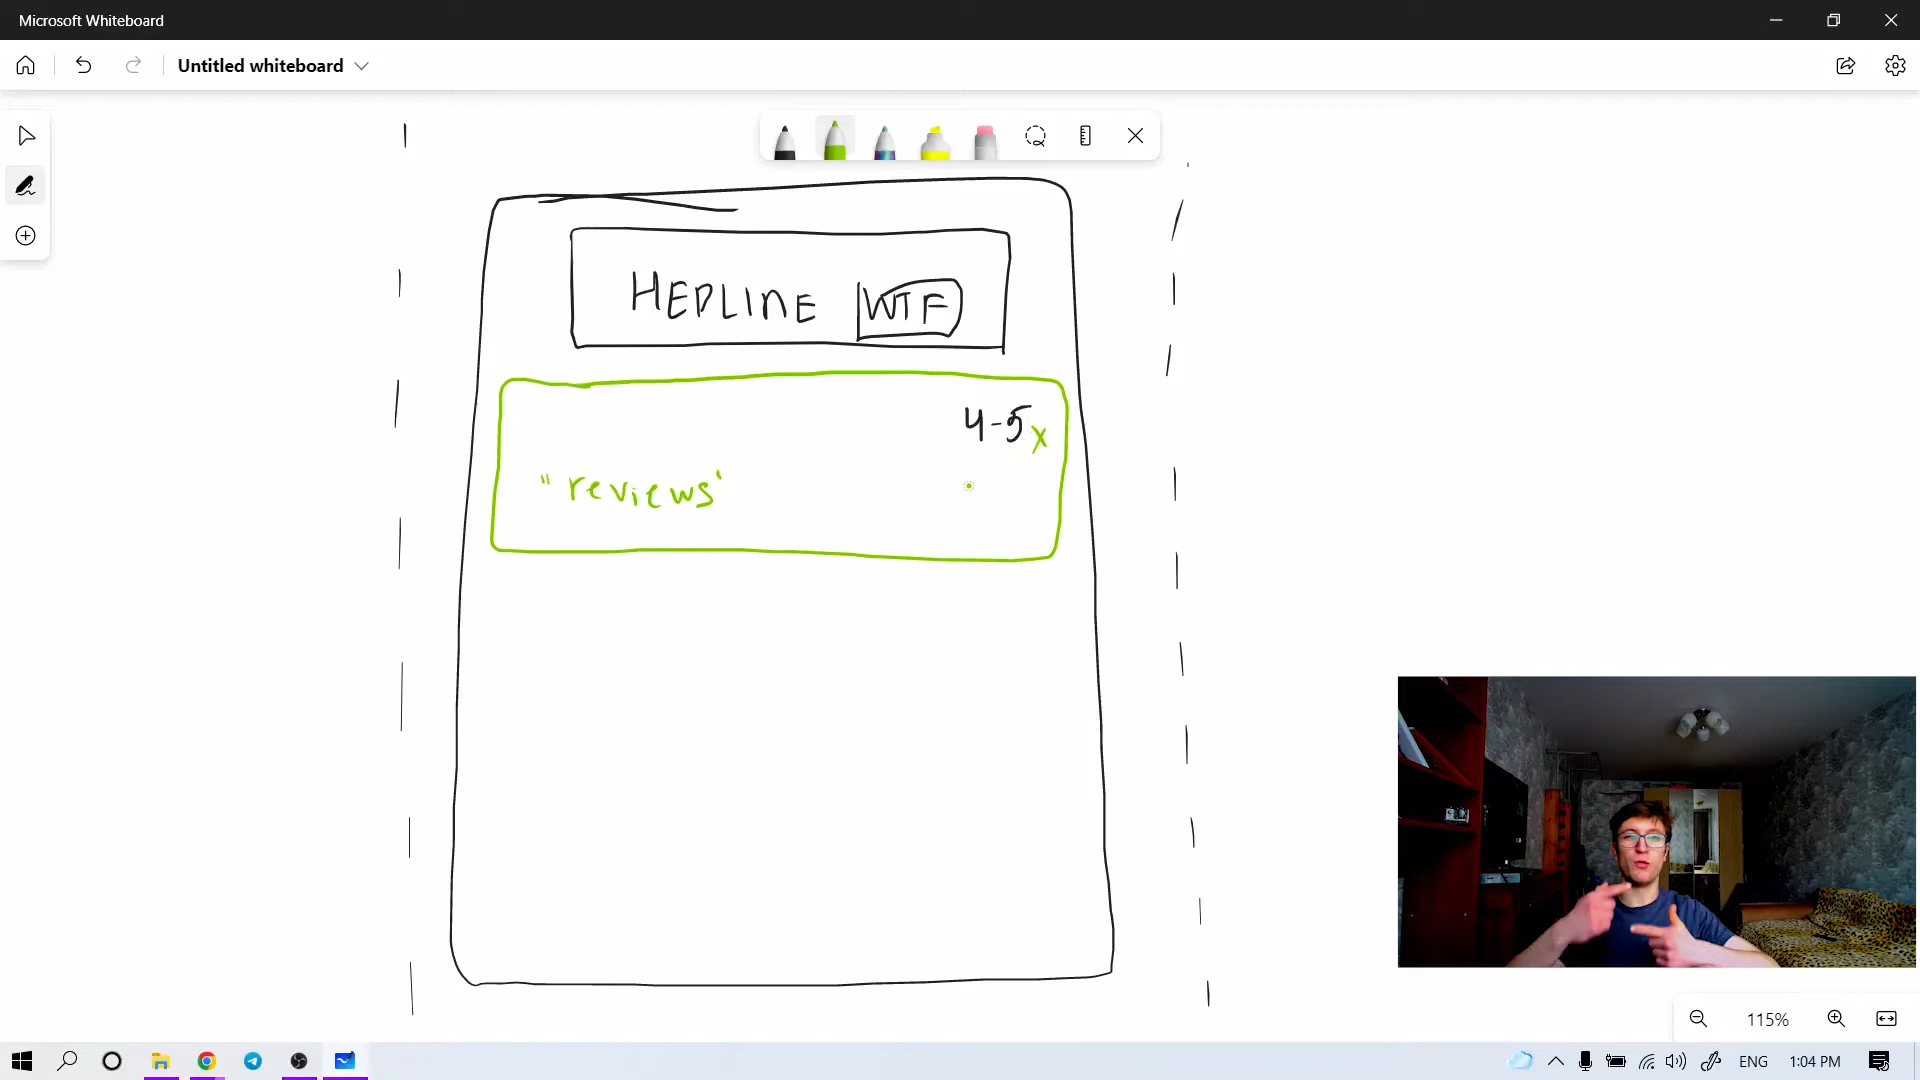 Microsoft Whiteboard
Untitled whiteboard
HEDLINE WTF
4-5x
"reviews'
115%
ENG
1:04 PM